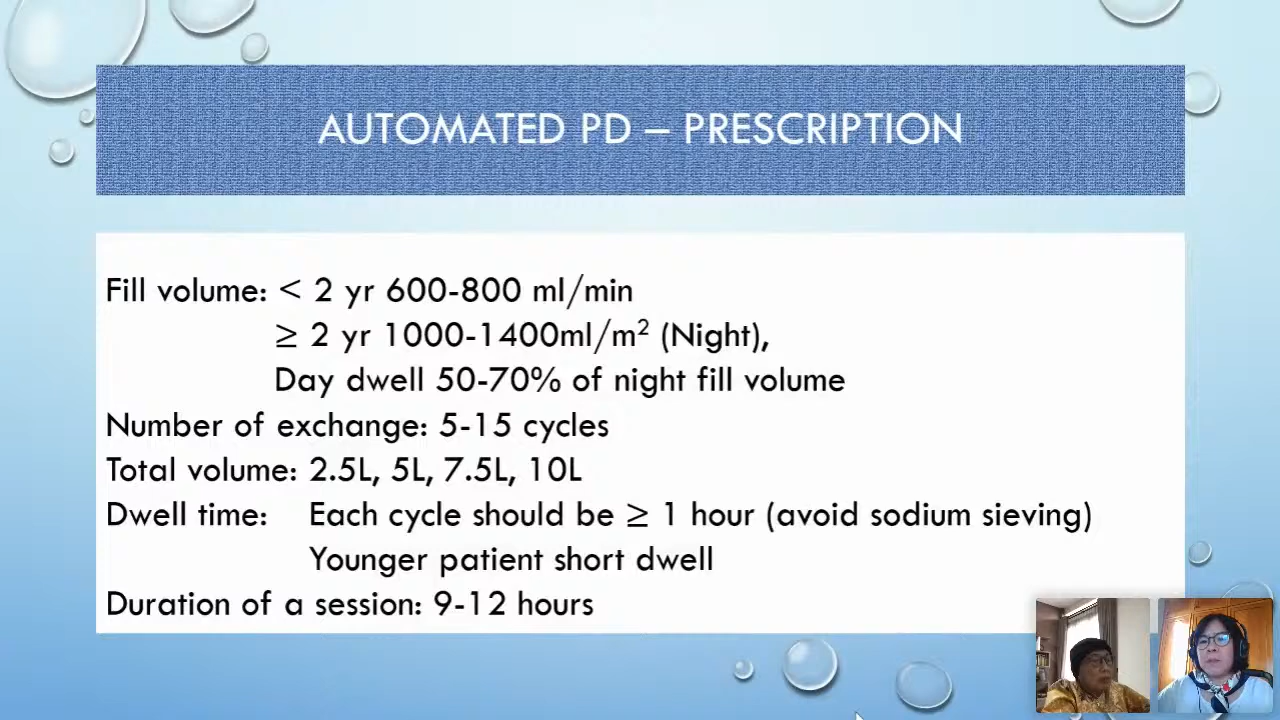 AUTOMATED PD – PRESCRIPTION
Fill volume: < 2 yr 600-800 ml/min
≥ 2 yr 1000-1400ml/m² (Night),
Day dwell 50-70% of night fill volume
Number of exchange: 5-15 cycles
Total volume: 2.5L, 5L, 7.5L, 10L
Dwell time: Each cycle should be ≥ 1 hour (avoid sodium sieving)
Younger patient short dwell
Duration of a session: 9-12 hours